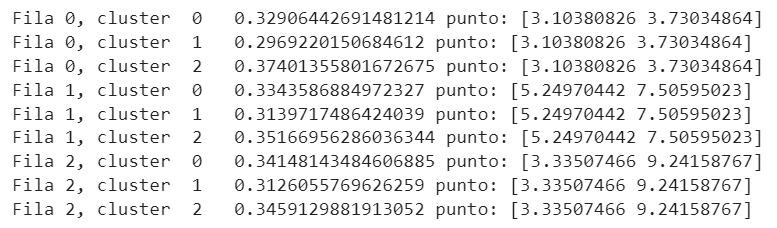 Fila 0, cluster  0   0.32906442691481214 punto: [3.10380826 3.73034864]
Fila 0, cluster  1   0.2969220150684612 punto: [3.10380826 3.73034864]
Fila 0, cluster  2   0.37401355801672675 punto: [3.10380826 3.73034864]
Fila 1, cluster  0   0.3343586884972327 punto: [5.24970442 7.50595023]
Fila 1, cluster  1   0.3139717486424039 punto: [5.24970442 7.50595023]
Fila 1, cluster  2   0.35166956286036344 punto: [5.24970442 7.50595023]
Fila 2, cluster  0   0.34148143484606885 punto: [3.33507466 9.24158767]
Fila 2, cluster  1   0.3126055769626259 punto: [3.33507466 9.24158767]
Fila 2, cluster  2   0.3459129881913052 punto: [3.33507466 9.24158767]